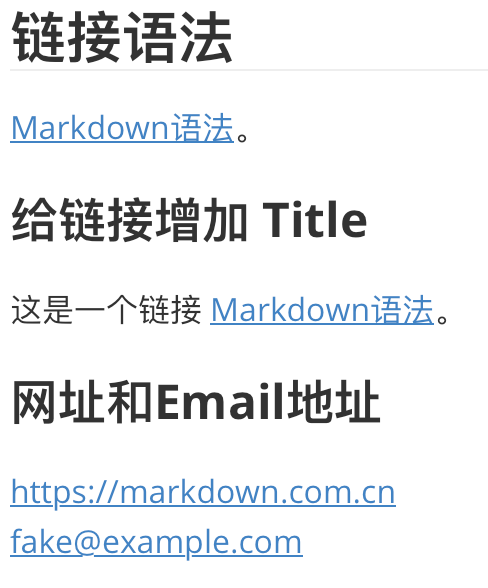 链接语法
Markdown语法。
给链接增加 Title
这是一个链接 Markdown语法。
网址和Email地址
https://markdown.com.cn
fake@example.com